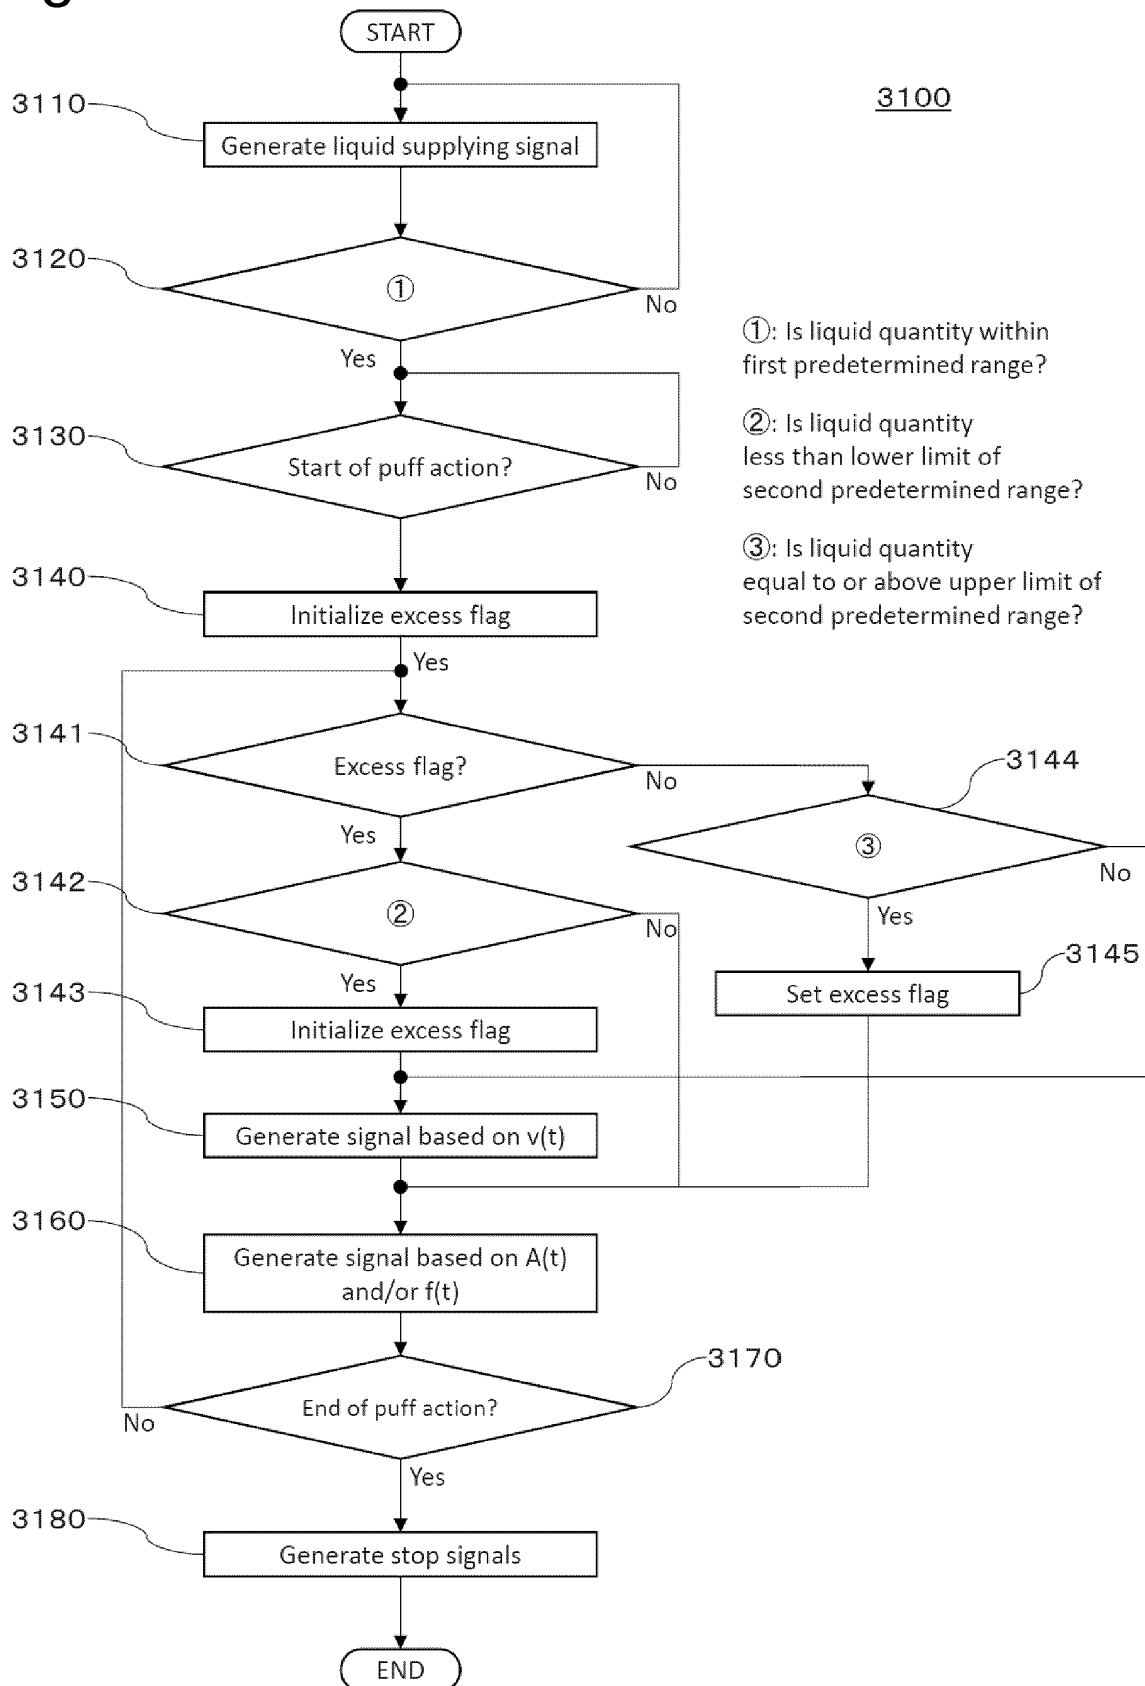 START
3100
3110
Generate liquid supplying signal
3120
①
No
Yes
①: Is liquid quantity within
first predetermined range?
3130
Start of puff action?
No
②: Is liquid quantity
less than lower limit of
second predetermined range?
③: Is liquid quantity
equal to or above upper limit of
second predetermined range?
3140
Initialize excess flag
Yes
3141
Excess flag?
No
Yes
3144
③
No
Yes
3142
②
No
Yes
3145
Set excess flag
3143
Initialize excess flag
3150
Generate signal based on v(t)
3160
Generate signal based on A(t)
and/or f(t)
3170
End of puff action?
No
Yes
3180
Generate stop signals
END